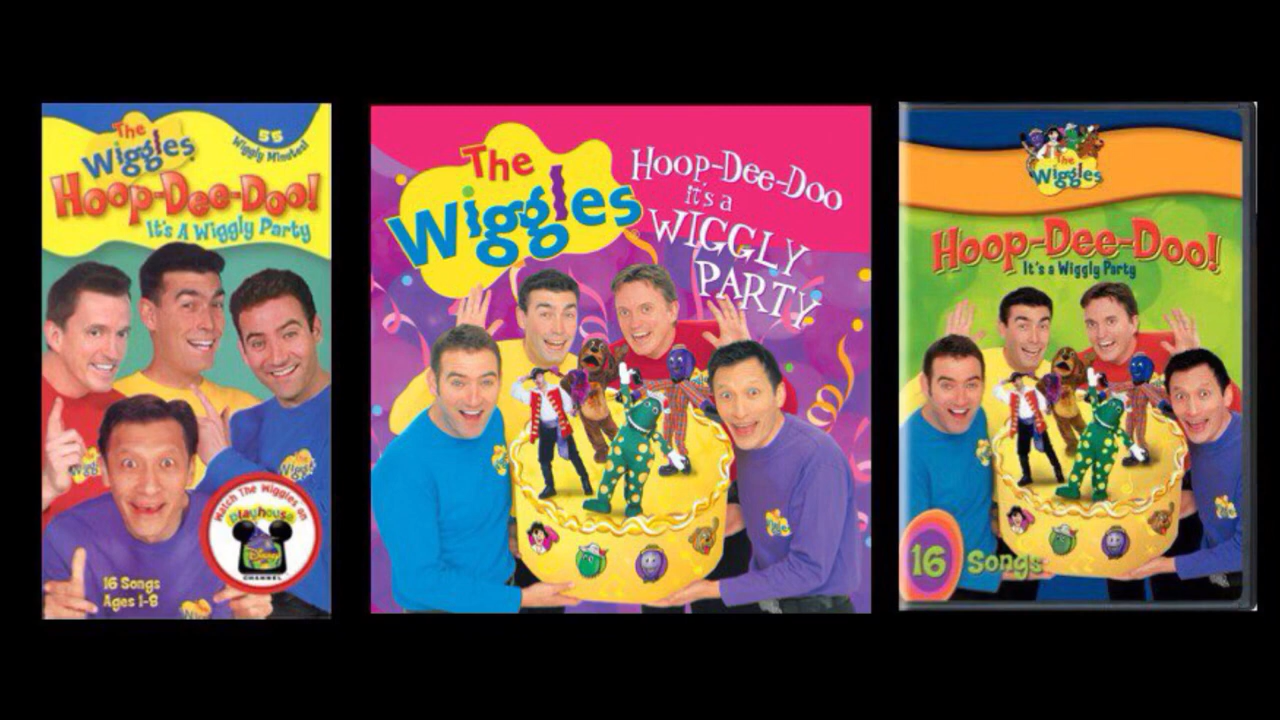 The
Wiggles
55
Wiggly Minutes!
Hoop-Dee-Doo!
It's A Wiggly Party
Watch The Wiggles on
playhouse
Disney
CHANNEL
16 Songs
Ages 1-8
The
Wiggles
Hoop-Dee-Doo
it's a
WIGGLY
PARTY
The
Wiggles
Hoop-Dee-Doo!
It's a Wiggly Party
16 Songs